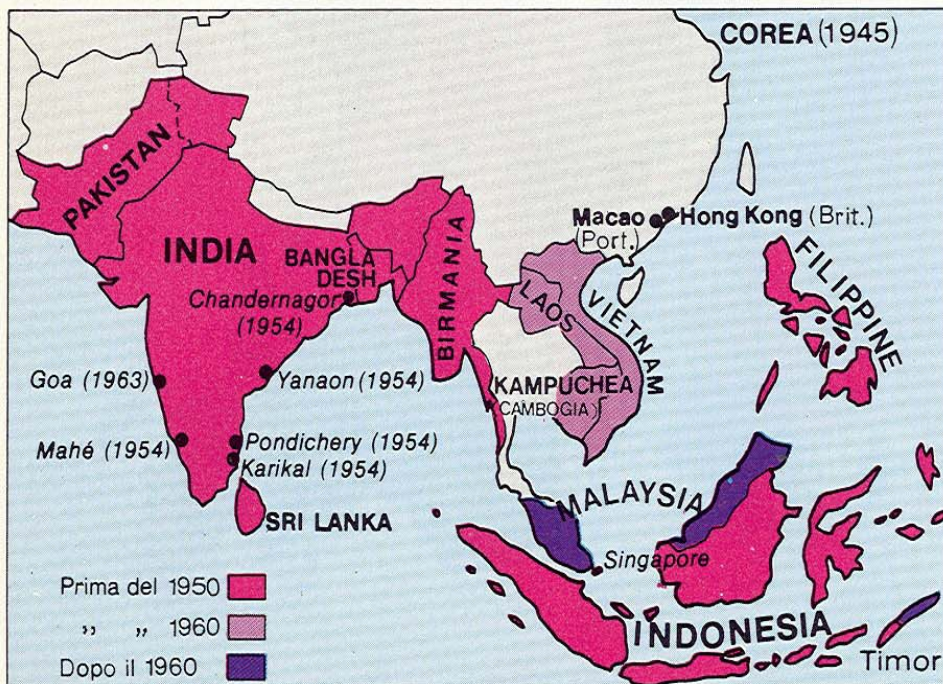 COREA (1945)
PAKISTAN
Macao
(Port.)
Hong Kong (Brit.)
INDIA
BANGLA
DESH
Chandernagor
(1954)
BIRMANIA
LAOS
VIETNAM
FILIPPINE
Goa (1963)
Yanaon (1954)
KAMPUCHEA
(CAMBOGIA)
Mahé (1954)
Pondichery (1954)
Karikal (1954)
SRI LANKA
MALAYSIA
Singapore
Prima del 1950
„ „ 1960
Dopo il 1960
INDONESIA
Timor